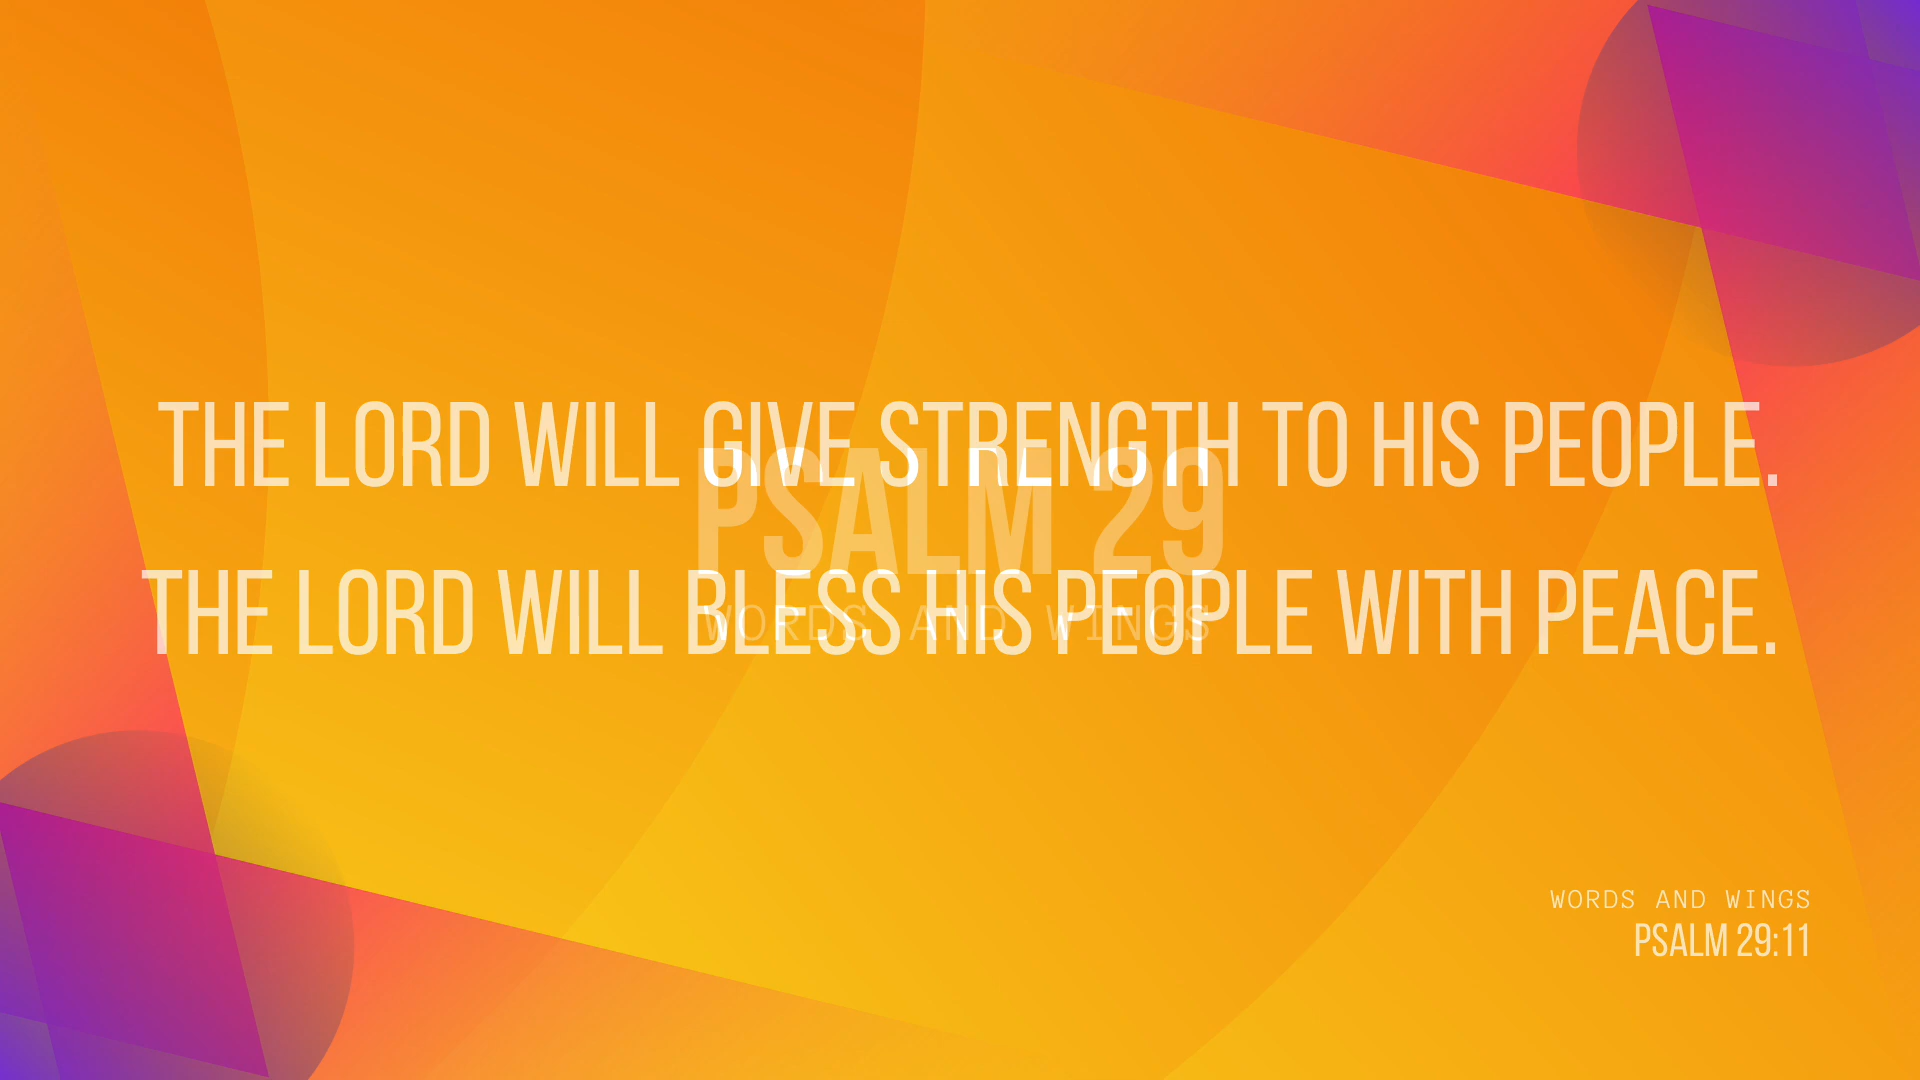 THE LORD WILL GIVE STRENGTH TO HIS PEOPLE.
PSALM 29
THE LORD WILL BLESS HIS PEOPLE WITH PEACE.
WORDS AND WINGS
WORDS AND WINGS
PSALM 29:11